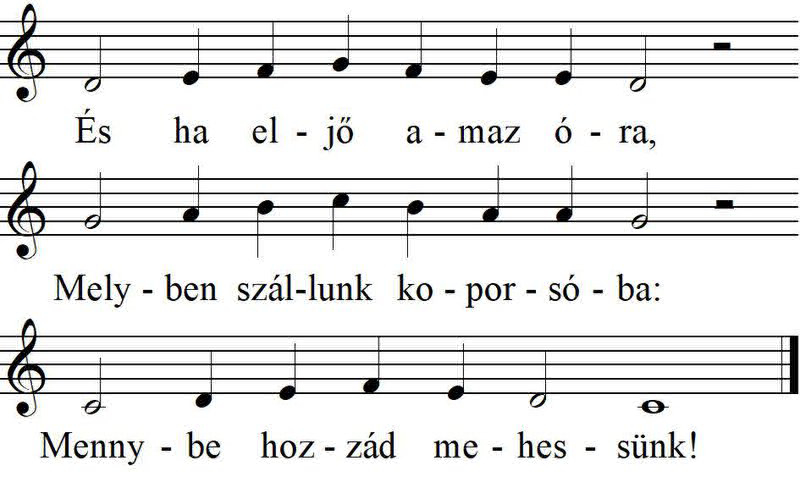 És ha el - jő a - maz ó - ra,
Mely - ben szál - lunk ko - por - só - ba:
Menny - be hoz - zád me - hes - sünk!